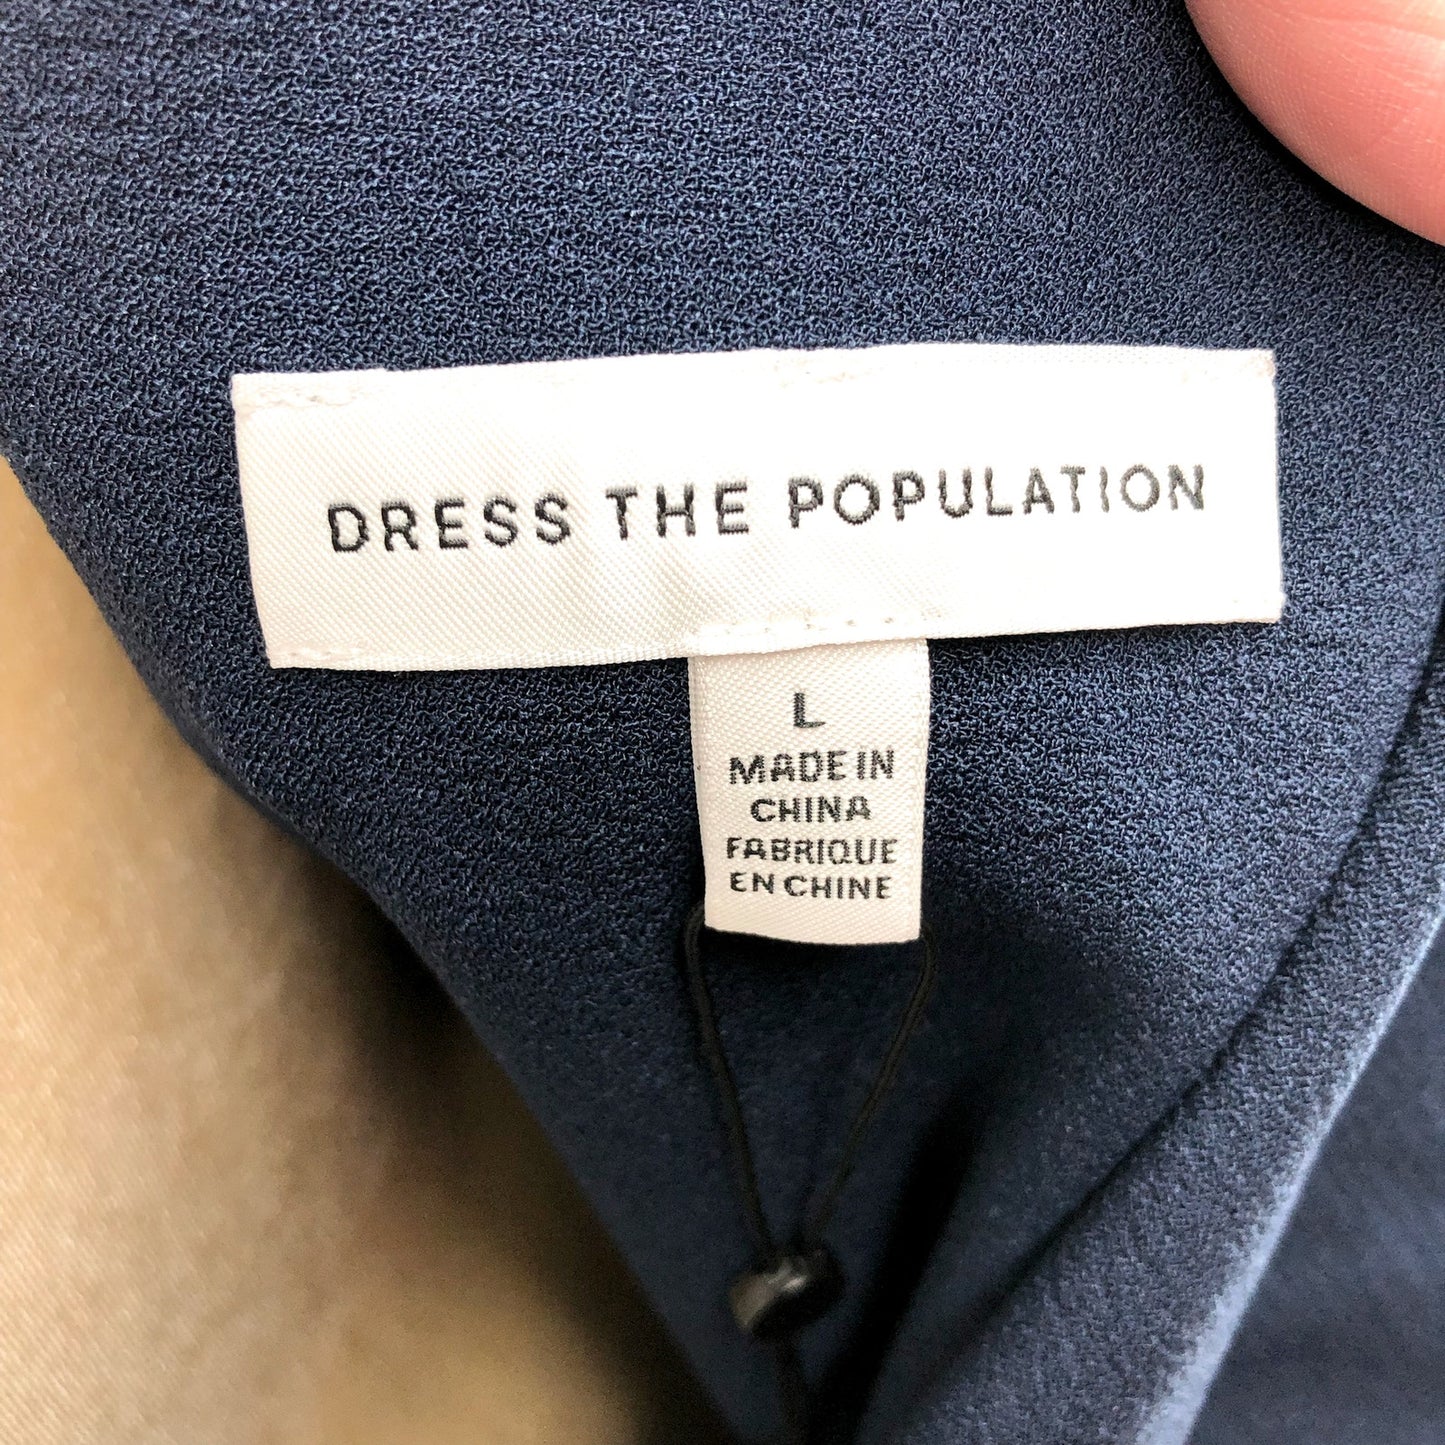 DRESS THE POPULATION
L
MADE IN
CHINA
FABRIQUE
EN CHINE